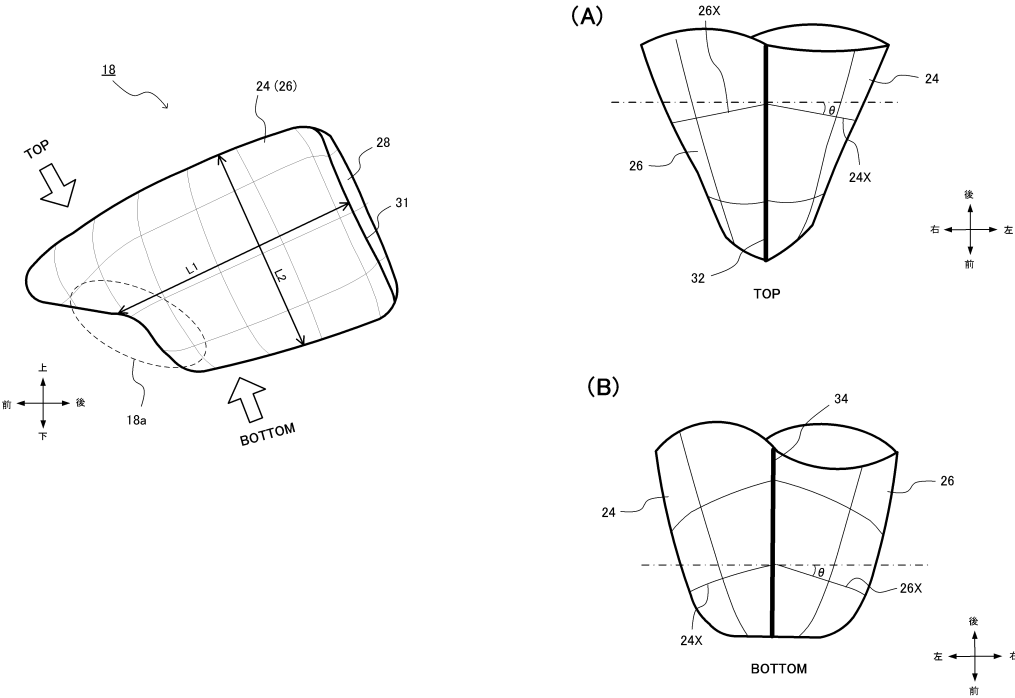 18
TOP
24 (26)
28
31
L1
L2
18a
BOTTOM
上
前
後
下
(A)
26X
24
θ
24X
26
32
TOP
後
右
左
前
(B)
34
24
26
θ
26X
24X
BOTTOM
後
左
右
前